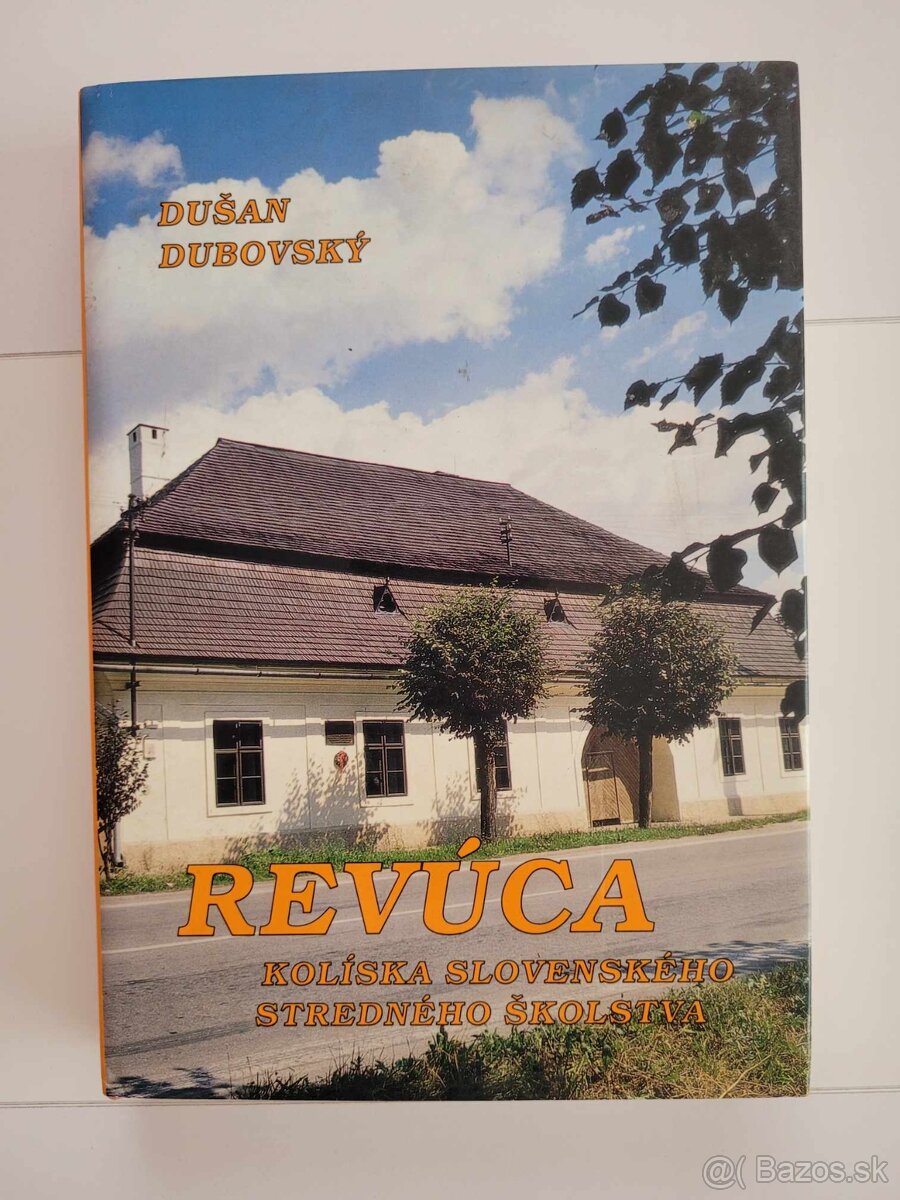 DUŠAN
DUBOVSKÝ
REVÚCA
KOLÍSKA SLOVENSKÉHO
STREDNÉHO ŠKOLSTVA
@( Bazos.sk